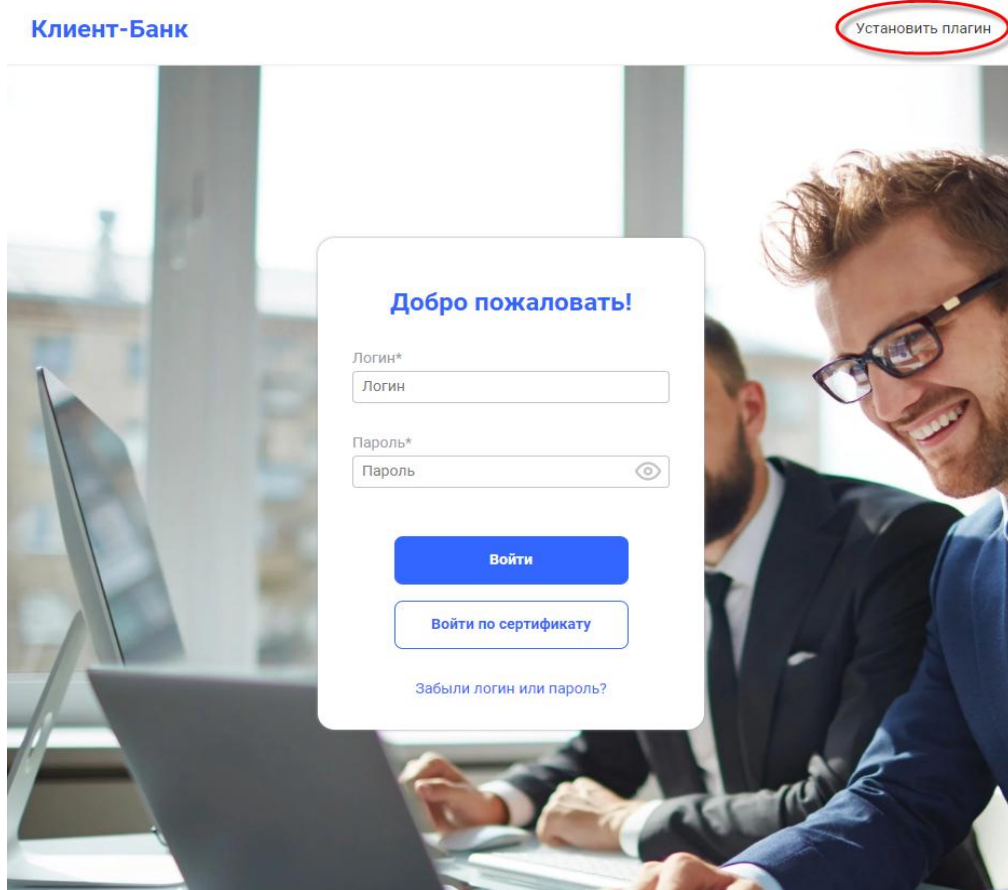 Клиент-Банк
Установить плагин
Добро пожаловать!
Логин*
Логин
Пароль*
Пароль
Войти
Войти по сертификату
Забыли логин или пароль?